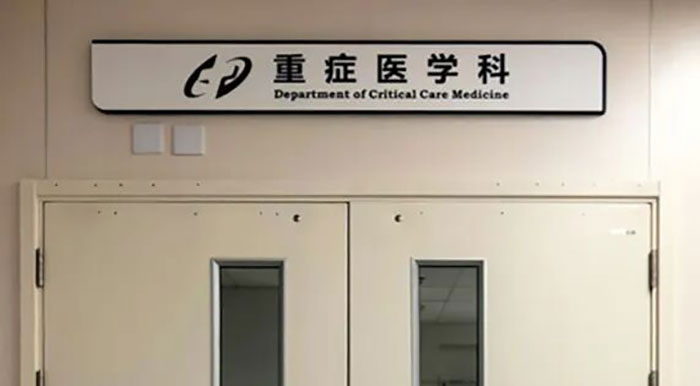 重症医学科
Department of Critical Care Medicine